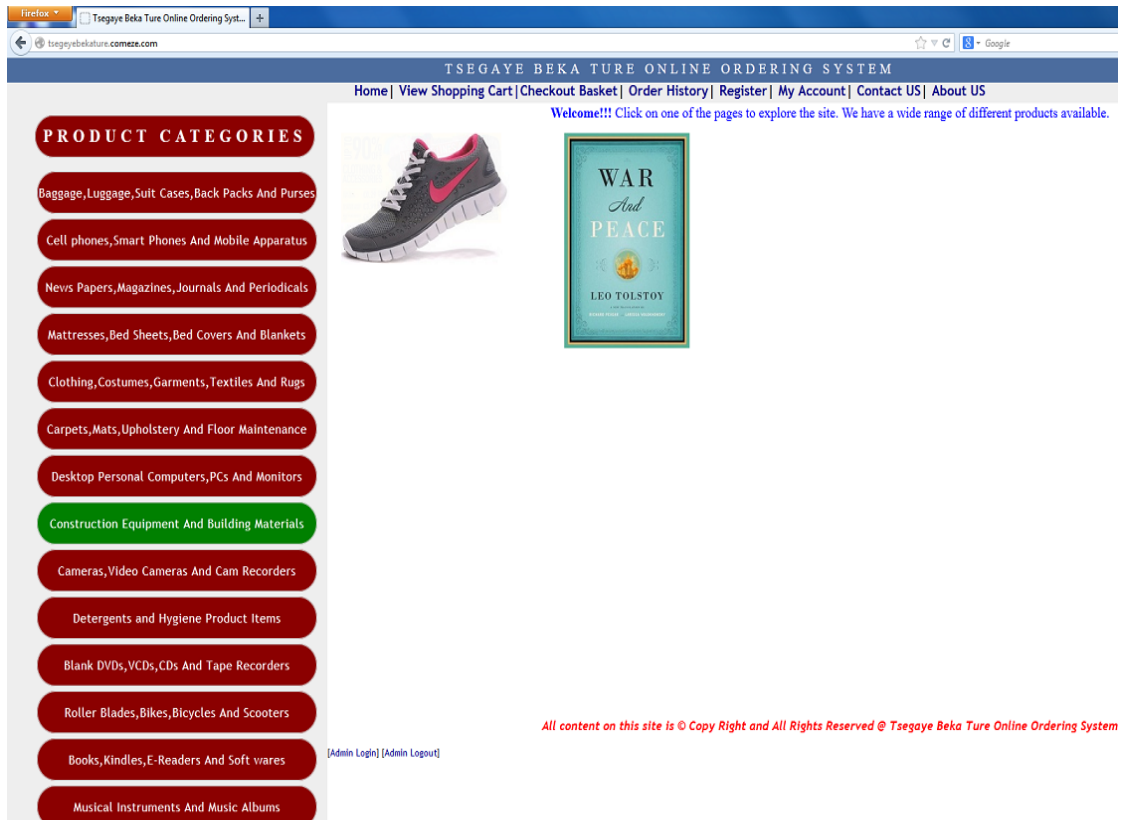 Firefox
Tsegaye Beka Ture Online Ordering Syst...
tsegeyebekature.comeze.com
Google
TSEGAYE BEKA TURE ONLINE ORDERING SYSTEM
Home| View Shopping Cart|Checkout Basket| Order History| Register| My Account| Contact US| About US
Welcome!!! Click on one of the pages to explore the site. We have a wide range of different products available.
PRODUCT CATEGORIES
Baggage,Luggage,Suit Cases,Back Packs And Purses
Cell phones,Smart Phones And Mobile Apparatus
News Papers,Magazines,Journals And Periodicals
Mattresses,Bed Sheets,Bed Covers And Blankets
Clothing,Costumes,Garments,Textiles And Rugs
Carpets,Mats,Upholstery And Floor Maintenance
Desktop Personal Computers,PCs And Monitors
Construction Equipment And Building Materials
Cameras,Video Cameras And Cam Recorders
Detergents and Hygiene Product Items
Blank DVDs,VCDs,CDs And Tape Recorders
Roller Blades,Bikes,Bicycles And Scooters
Books,Kindles,E-Readers And Soft wares
Musical Instruments And Music Albums
WAR
And
PEACE
LEO TOLSTOY
All content on this site is © Copy Right and All Rights Reserved @ Tsegaye Beka Ture Online Ordering System
[Admin Login] [Admin Logout]